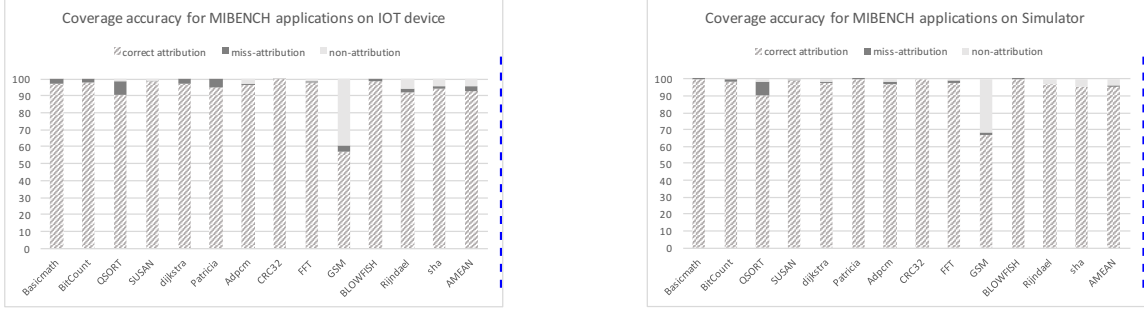 Coverage accuracy for MIBENCH applications on IOT device
correct attribution miss-attribution non-attribution
100
90
80
70
60
50
40
30
20
10
0
Basicmath
BitCount
QSORT
SUSAN
dijkstra
Patricia
Adpcm
CRC32
FFT
GSM
BLOWFISH
Rijndael
sha
AMEAN
Coverage accuracy for MIBENCH applications on Simulator
correct attribution miss-attribution non-attribution
100
90
80
70
60
50
40
30
20
10
0
Basicmath
BitCount
QSORT
SUSAN
dijkstra
Patricia
Adpcm
CRC32
FFT
GSM
BLOWFISH
Rijndael
sha
AMEAN